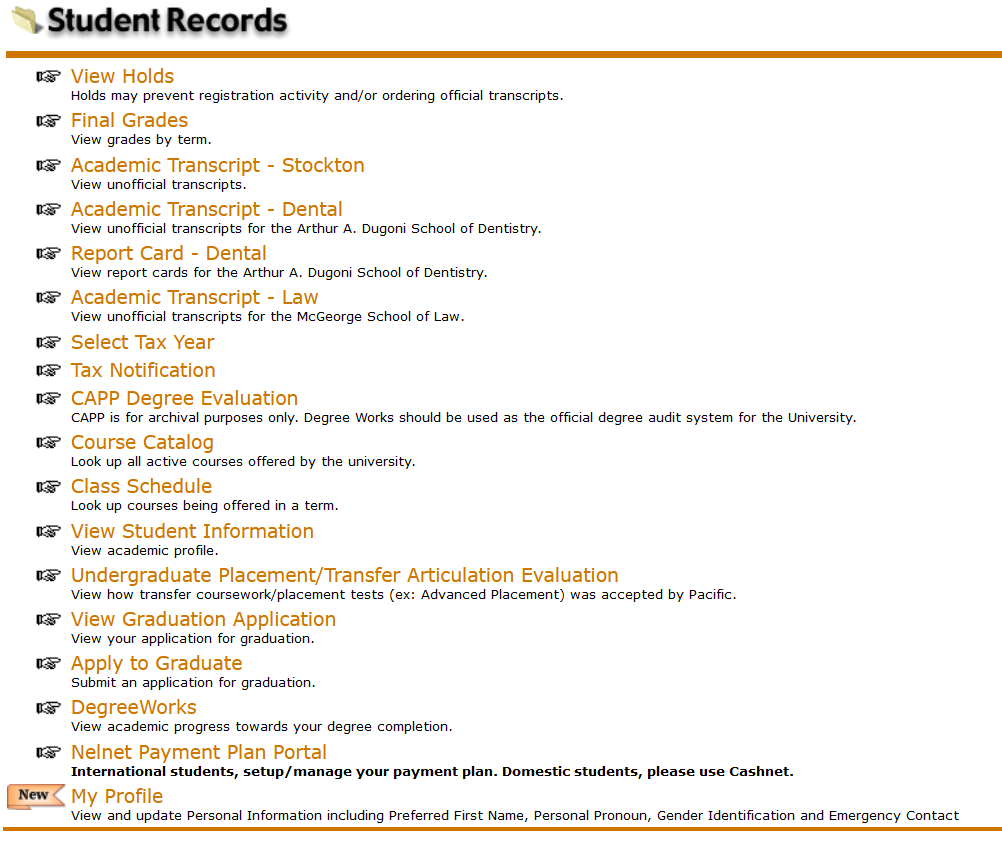 Student Records
View Holds
Holds may prevent registration activity and/or ordering official transcripts.
Final Grades
View grades by term.
Academic Transcript - Stockton
View unofficial transcripts.
Academic Transcript - Dental
View unofficial transcripts for the Arthur A. Dugoni School of Dentistry.
Report Card - Dental
View report cards for the Arthur A. Dugoni School of Dentistry.
Academic Transcript - Law
View unofficial transcripts for the McGeorge School of Law.
Select Tax Year
Tax Notification
CAPP Degree Evaluation
CAPP is for archival purposes only. Degree Works should be used as the official degree audit system for the University.
Course Catalog
Look up all active courses offered by the university.
Class Schedule
Look up courses being offered in a term.
View Student Information
View academic profile.
Undergraduate Placement/Transfer Articulation Evaluation
View how transfer coursework/placement tests (ex: Advanced Placement) was accepted by Pacific.
View Graduation Application
View your application for graduation.
Apply to Graduate
Submit an application for graduation.
DegreeWorks
View academic progress towards your degree completion.
Nelnet Payment Plan Portal
International students, setup/manage your payment plan. Domestic students, please use Cashnet.
New My Profile
View and update Personal Information including Preferred First Name, Personal Pronoun, Gender Identification and Emergency Contact